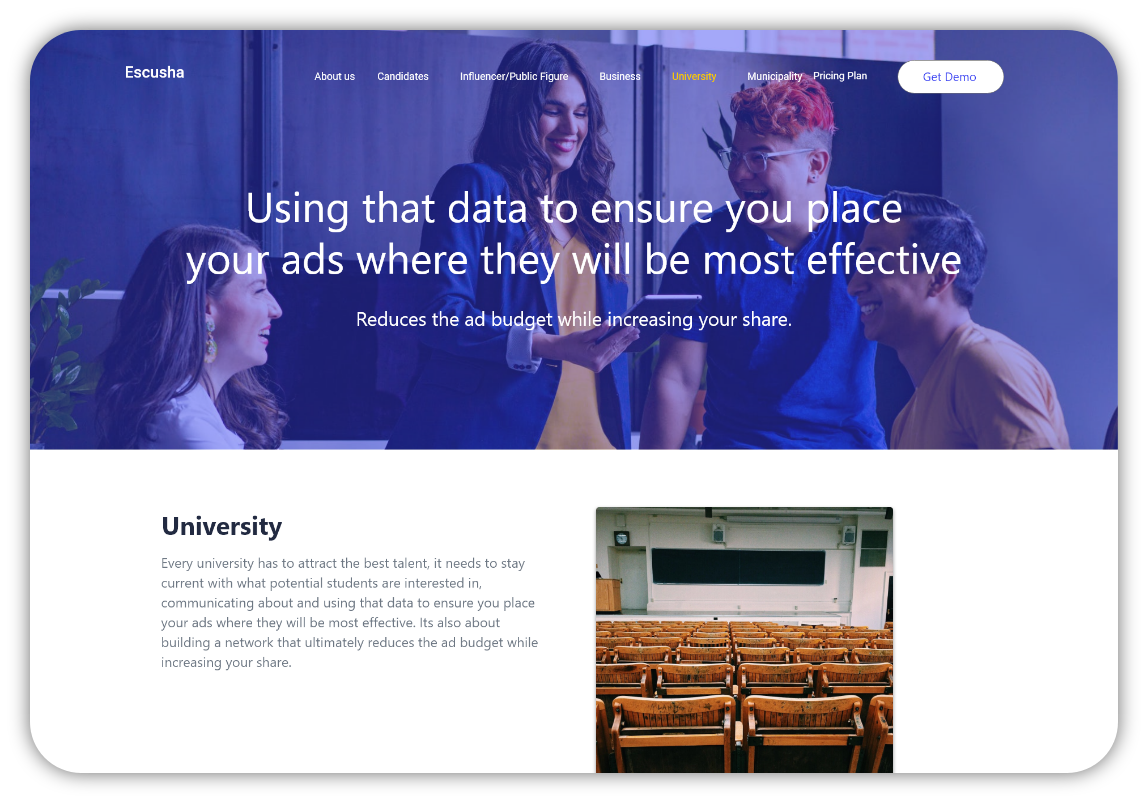 Escusha
About us Candidates Influencer/Public Figure Business University Municipality Pricing Plan Get Demo
Using that data to ensure you place
your ads where they will be most effective
Reduces the ad budget while increasing your share.
University
Every university has to attract the best talent, it needs to stay
current with what potential students are interested in,
communicating about and using that data to ensure you place
your ads where they will be most effective. Its also about
building a network that ultimately reduces the ad budget while
increasing your share.